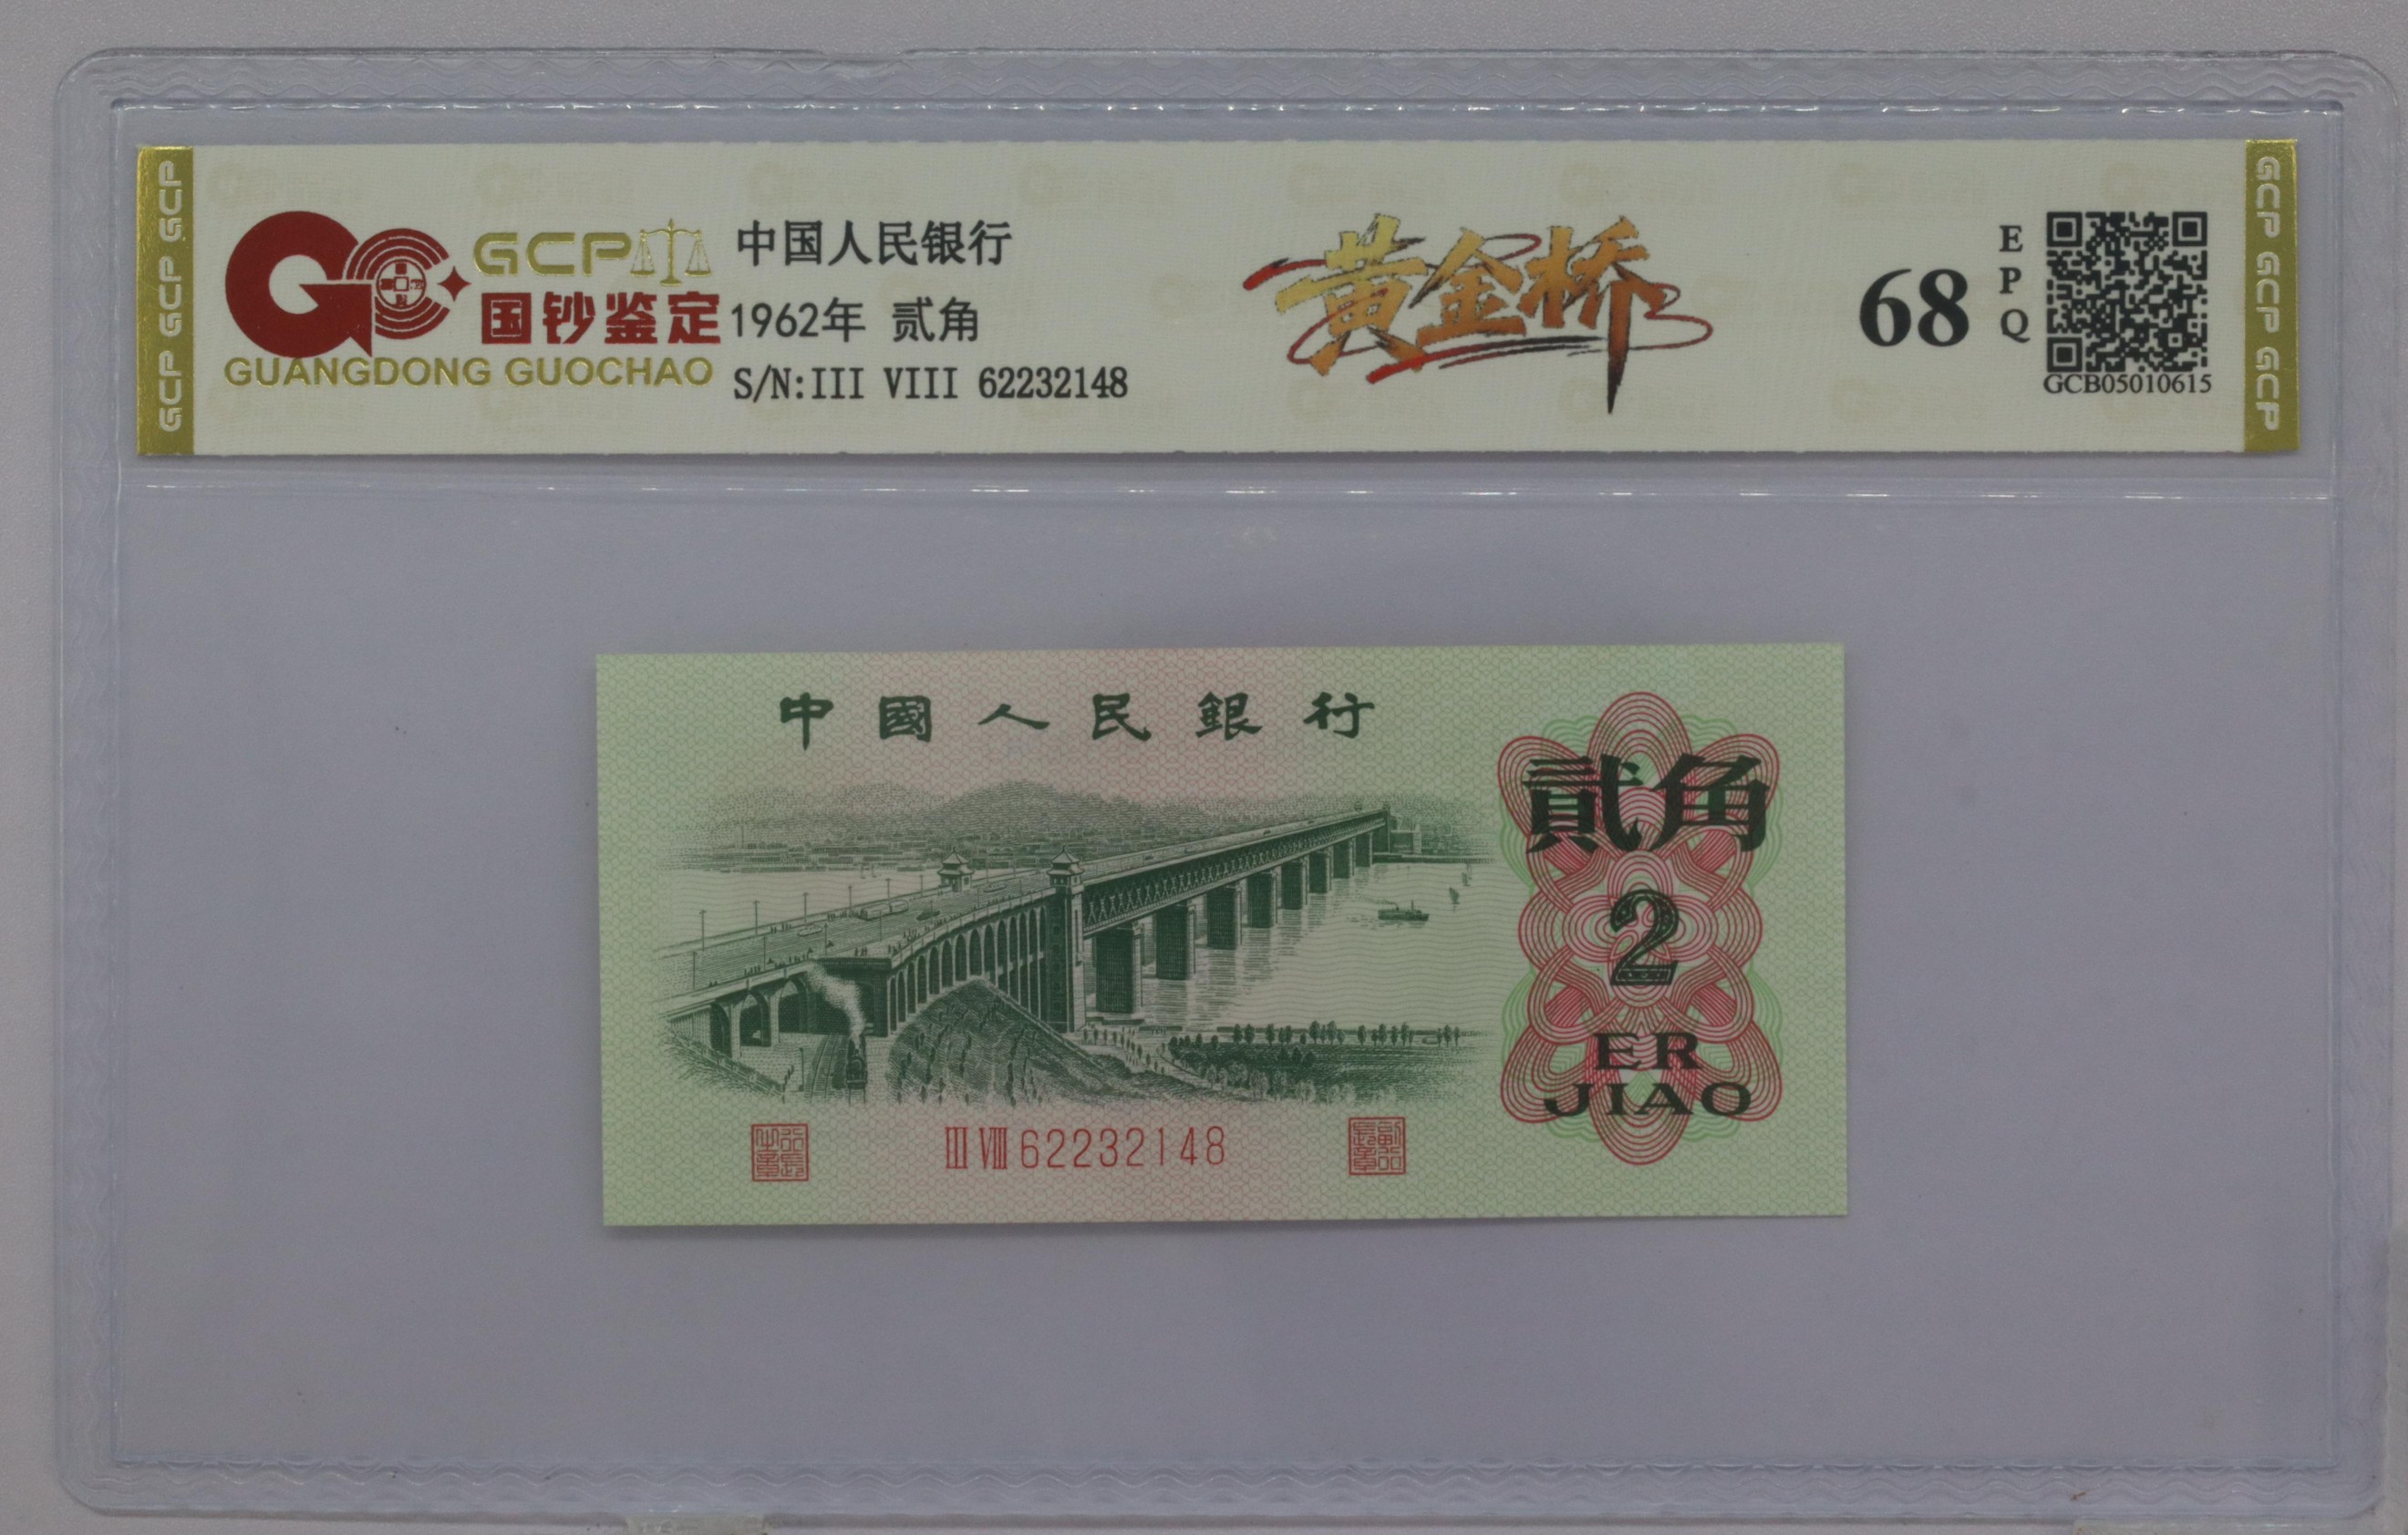 GCP GCP GCP
GCP
国钞鉴定
GUANGDONG GUOCHAO
中国人民银行
1962年 贰角
S/N:III VIII 62232148
黄金桥
68
EPQ
GCB05010615
GCP GCP GCP
中國人民銀行
貳角
2
ER
JIAO
III VIII 62232148